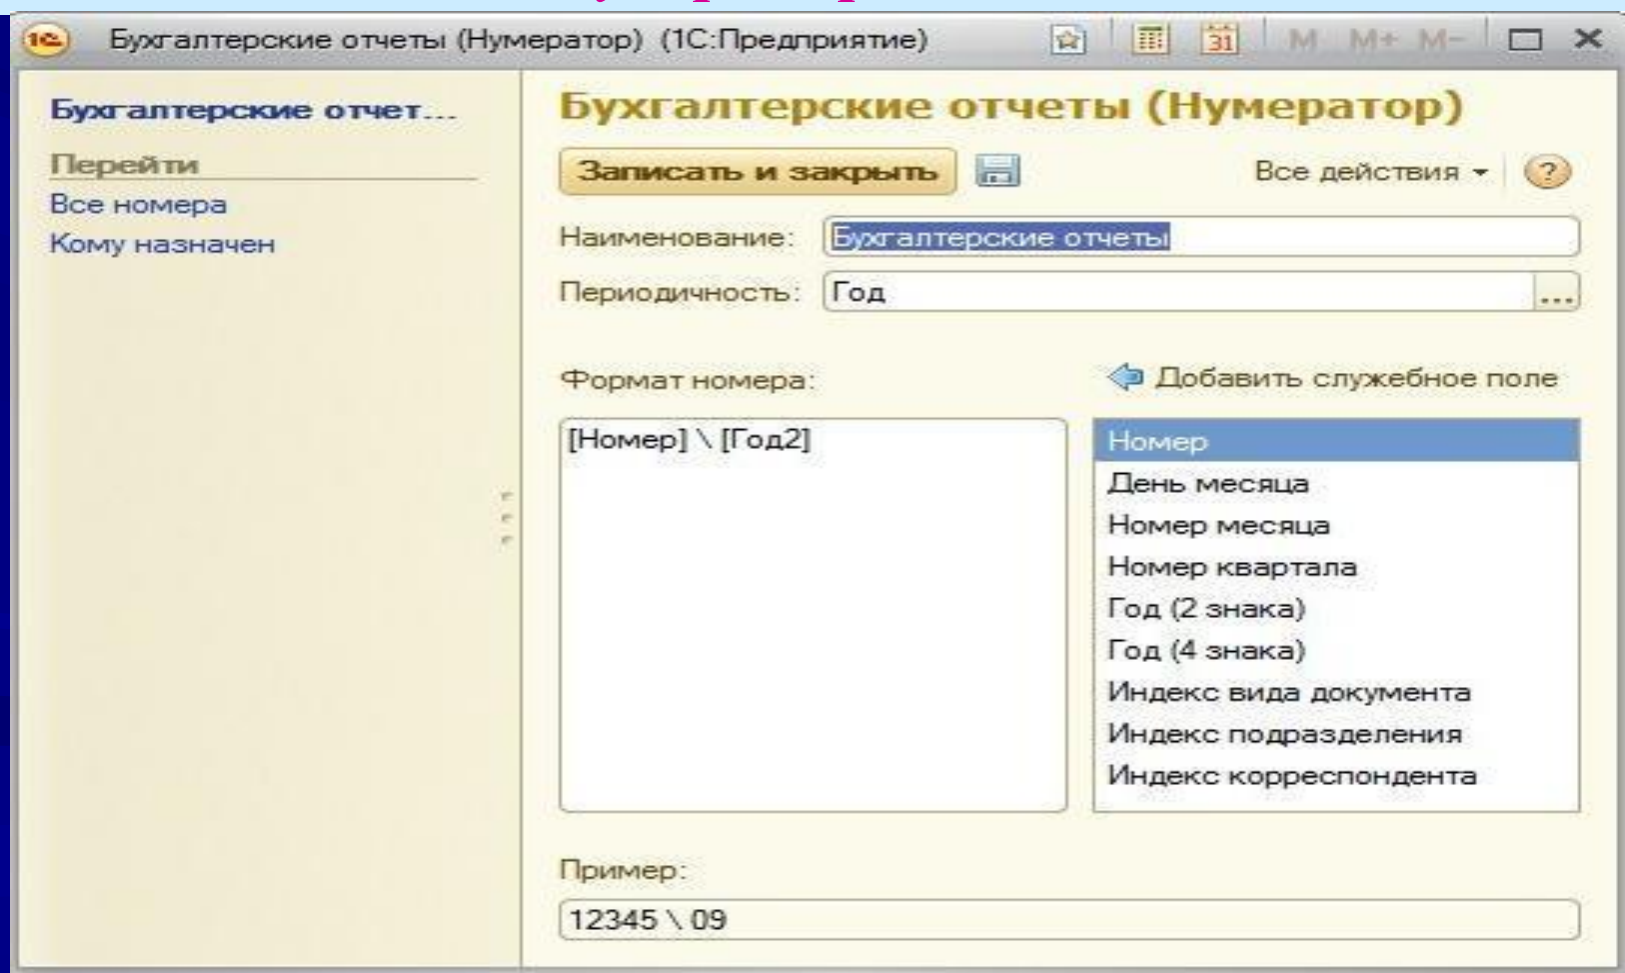 Бухгалтерские отчеты (Нумератор) (1С:Предприятие)
31 M M+ M-
Бухгалтерские отчет...
Перейти
Все номера
Кому назначен
Бухгалтерские отчеты (Нумератор)
Записать и закрыть
Все действия
?
Наименование: Бухгалтерские отчеты
Периодичность: Год ...
Формат номера:
Добавить служебное поле
[Номер] \ [Год2]
Номер
День месяца
Номер месяца
Номер квартала
Год (2 знака)
Год (4 знака)
Индекс вида документа
Индекс подразделения
Индекс корреспондента
Пример:
12345 \ 09